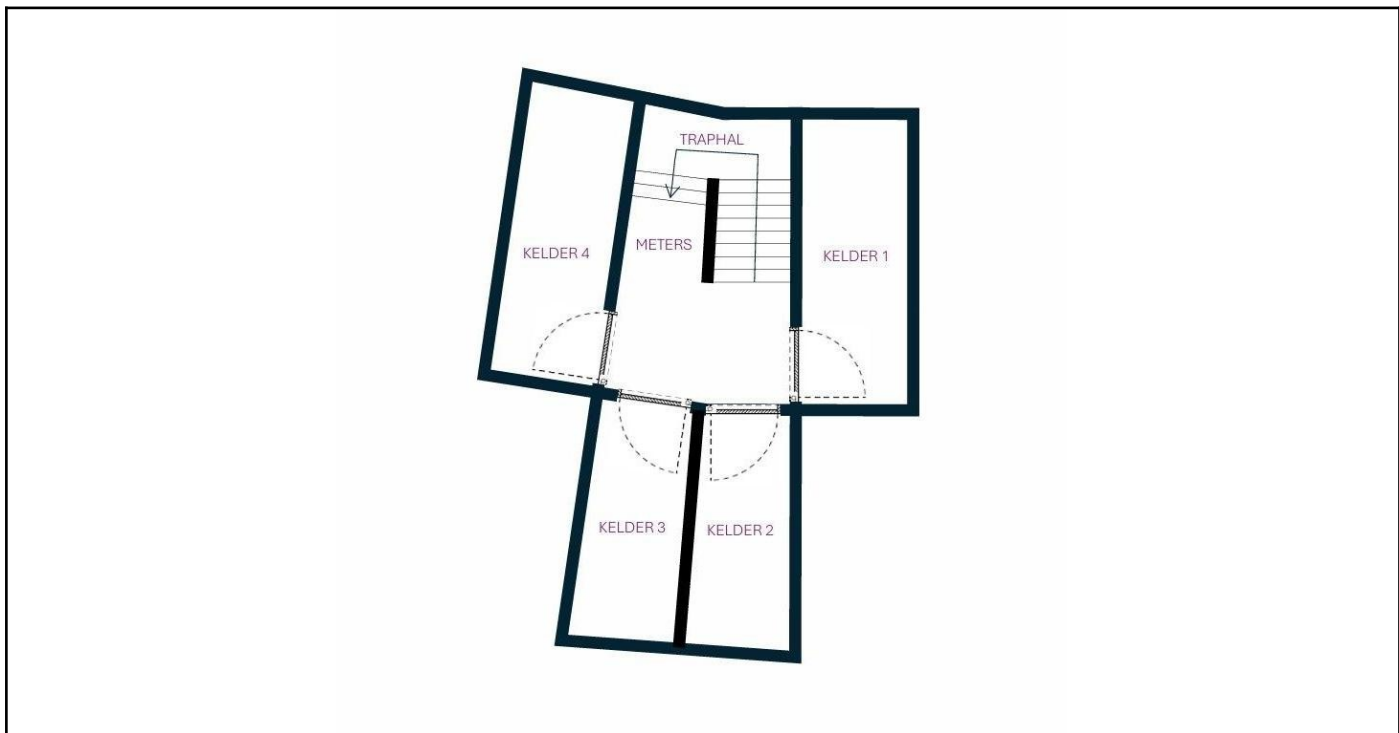 TRAPHAL
METERS
KELDER 4
KELDER 1
KELDER 3
KELDER 2